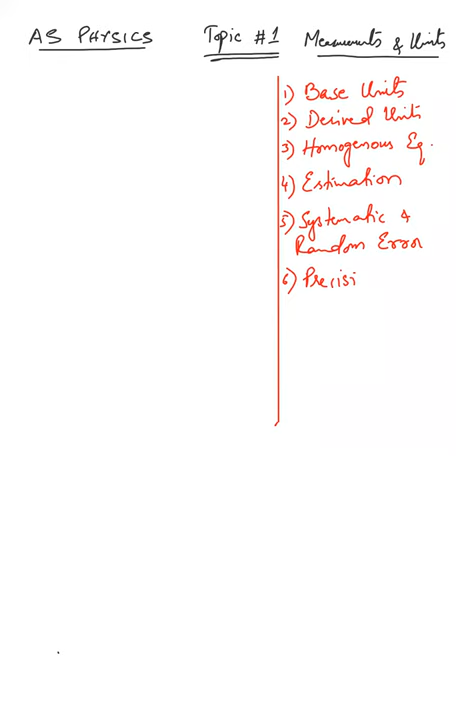 AS PHYSICS Topic #1 Measurements & Units
1) Base Units
2) Derived Units
3) Homogenous Eq.
4) Estimation
5) Systematic &
Random Error
6) Precisi